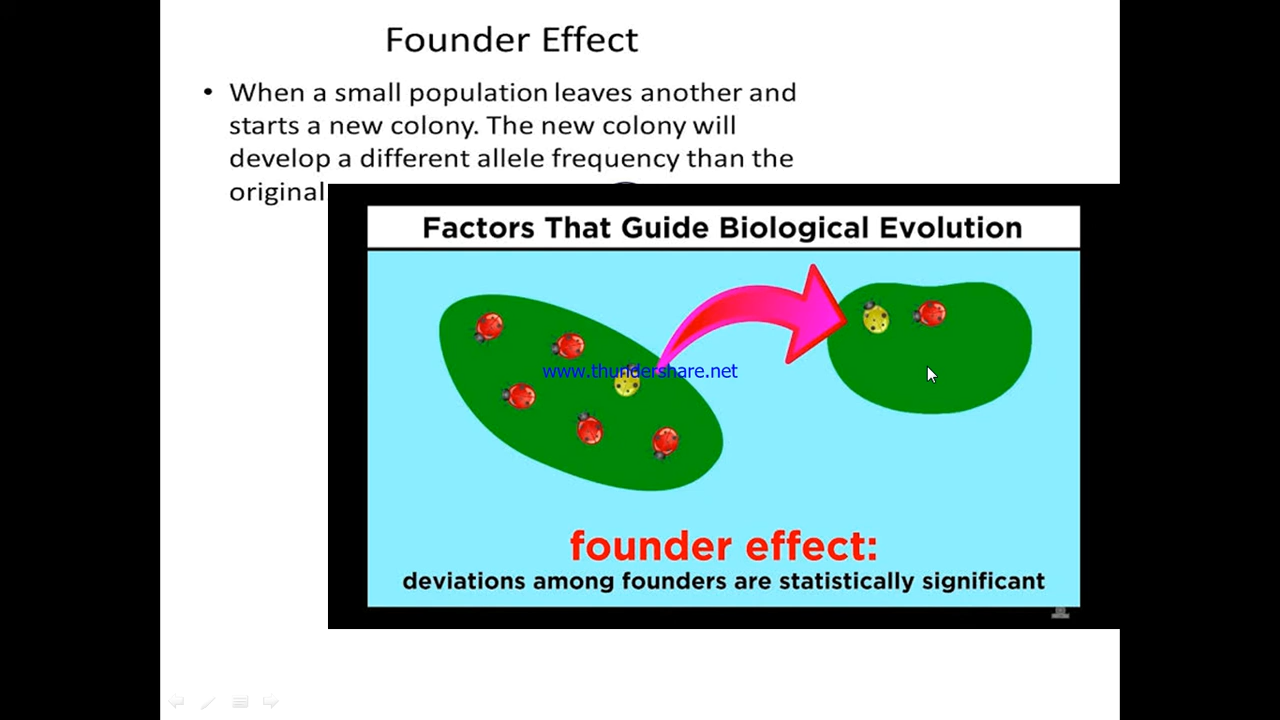 Founder Effect
• When a small population leaves another and
starts a new colony. The new colony will
develop a different allele frequency than the
original
Factors That Guide Biological Evolution
www.thundershare.net
founder effect:
deviations among founders are statistically significant